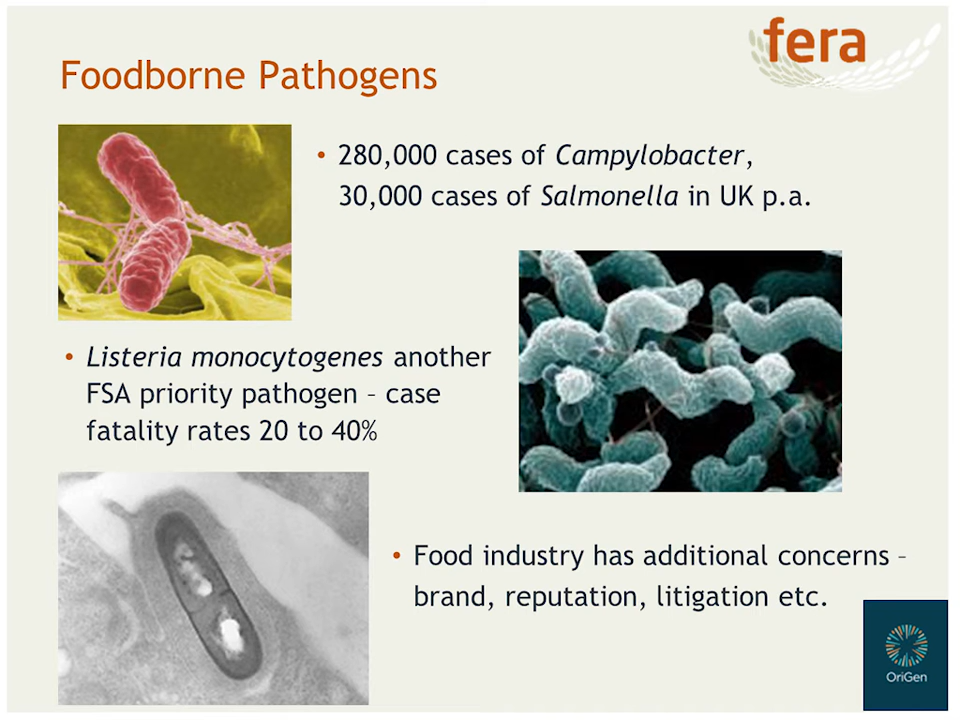 fera
Foodborne Pathogens
• 280,000 cases of Campylobacter,
30,000 cases of Salmonella in UK p.a.
• Listeria monocytogenes another
FSA priority pathogen – case
fatality rates 20 to 40%
• Food industry has additional concerns –
brand, reputation, litigation etc.
OriGen